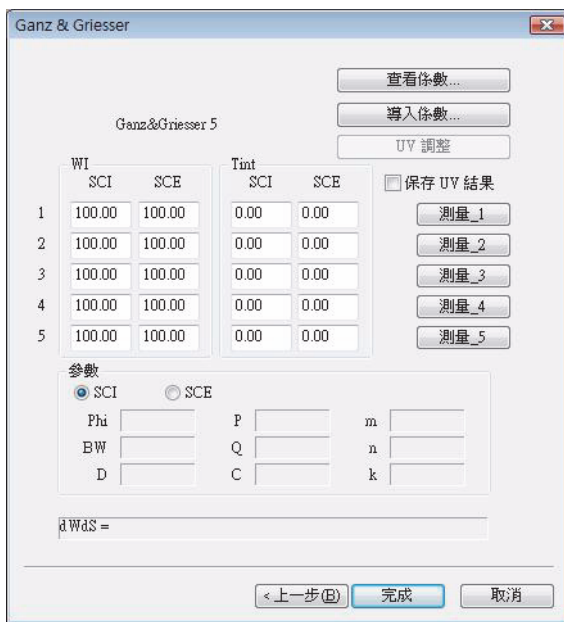 Ganz & Griesser
查看係數...
導入係數...
Ganz&Griesser 5
UV 調整
WI
Tint
SCI SCE SCI SCE
保存 UV 結果
1 100.00 100.00 0.00 0.00 測量_1
2 100.00 100.00 0.00 0.00 測量_2
3 100.00 100.00 0.00 0.00 測量_3
4 100.00 100.00 0.00 0.00 測量_4
5 100.00 100.00 0.00 0.00 測量_5
參數
SCI SCE
Phi P m
BW Q n
D C k
dWdS =
<上一步(B) 完成 取消